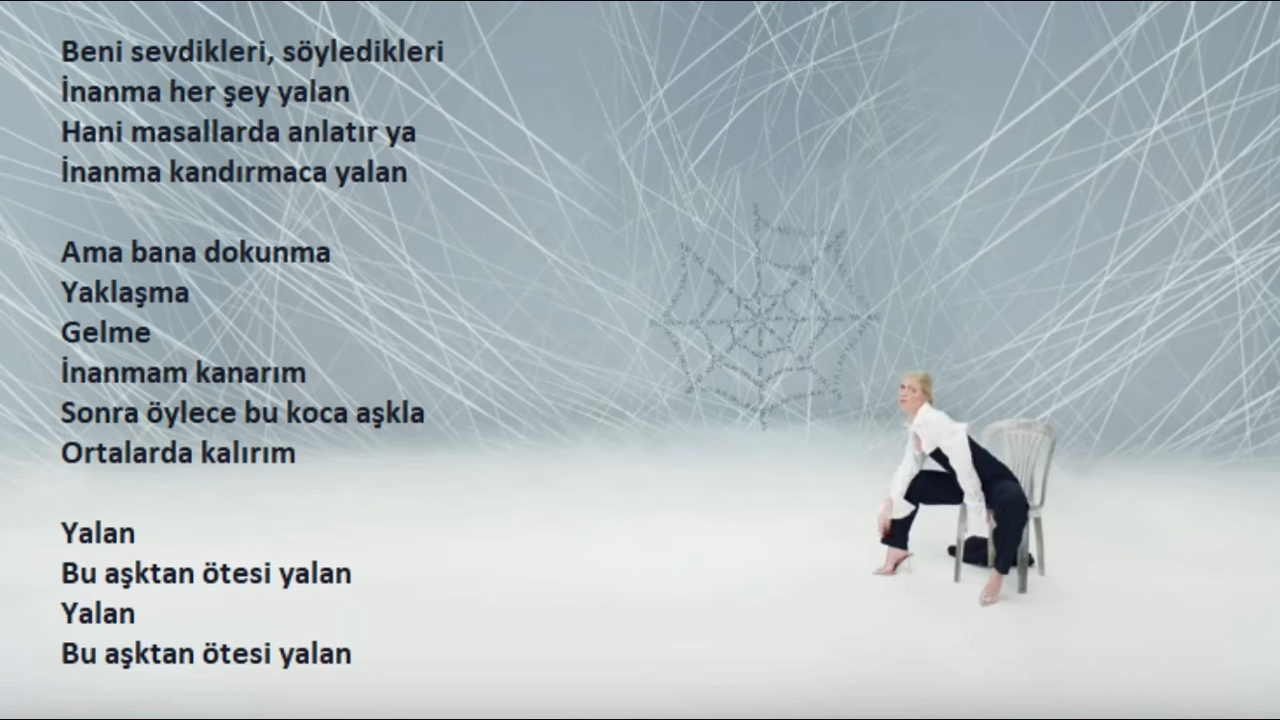 Beni sevdikleri, söyledikleri
İnanma her şey yalan
Hani masallarda anlatır ya
İnanma kandırmaca yalan
Ama bana dokunma
Yaklaşma
Gelme
İnanmam kanarım
Sonra öylece bu koca aşkla
Ortalarda kalırım
Yalan
Bu aşktan ötesi yalan
Yalan
Bu aşktan ötesi yalan